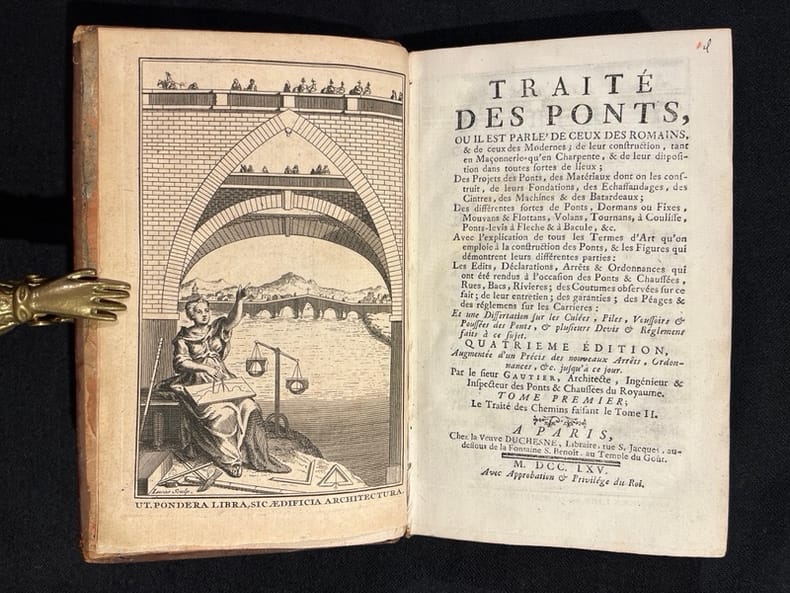 Lucas Sculp.
UT PONDERA LIBRA, SIC ÆDIFICIA ARCHITECTURA.
TRAITÉ
DES PONTS,
OU IL EST PARLE' DE CEUX DES ROMAINS,
& de ceux des Modernes; de leur construction, tant
en Maçonnerie qu'en Charpente, & de leur disposi-
tion dans toutes sortes de lieux;
Des Projets des Ponts, des Matériaux dont on les cons-
truit, de leurs Fondations, des Echaffaudages, des
Cintres, des Machines & des Batardeaux;
Des différentes sortes de Ponts, Dormans ou Fixes,
Mouvans & Flottans, Volans, Tournans, à Coulisse,
Ponts-levis à Fleche & à Bacule, &c.
Avec l'explication de tous les Termes d'Art qu'on
emploie à la construction des Ponts, & les Figures qui
démontrent leurs différentes parties:
Les Edits, Déclarations, Arrêts & Ordonnances qui
ont été rendus à l'occasion des Ponts & Chaussées,
Rues, Bacs, Rivieres; des Coutumes observées sur ce
fait; de leur entretien; des garanties; des Péages &
des réglemens sur les Carrieres:
Et une Dissertation sur les Culées, Piles, Voussoirs &
Poussées des Ponts, & plusieurs Devis & Réglemens
faits à ce sujet.
QUATRIEME ÉDITION,
Augmentée d'un Précis des nouveaux Arrêts, Ordon-
nances, &c. jusqu'à ce jour.
Par le sieur GAUTIER, Architecte, Ingénieur &
Inspecteur des Ponts & Chaussées du Royaume.
TOME PREMIER;
Le Traité des Chemins faisant le Tome II.
A PARIS,
Chez la Veuve DUCHESNE, Libraire, rue S. Jacques, au-
dessous de la Fontaine S. Benoît, au Temple du Goût.
M. DCC. LXV.
Avec Approbation & Privilége du Roi.